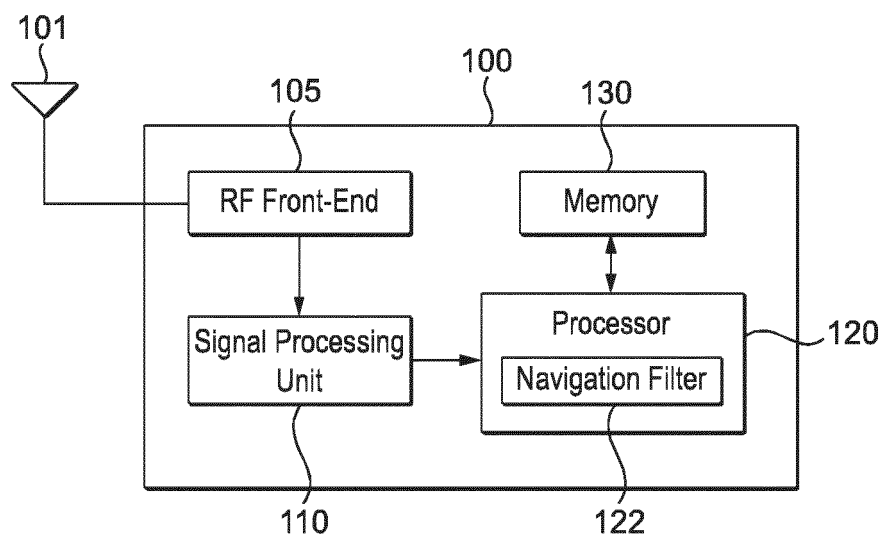 101
100
105
130
RF Front-End
Memory
Signal Processing
Unit
Processor
120
Navigation Filter
110
122